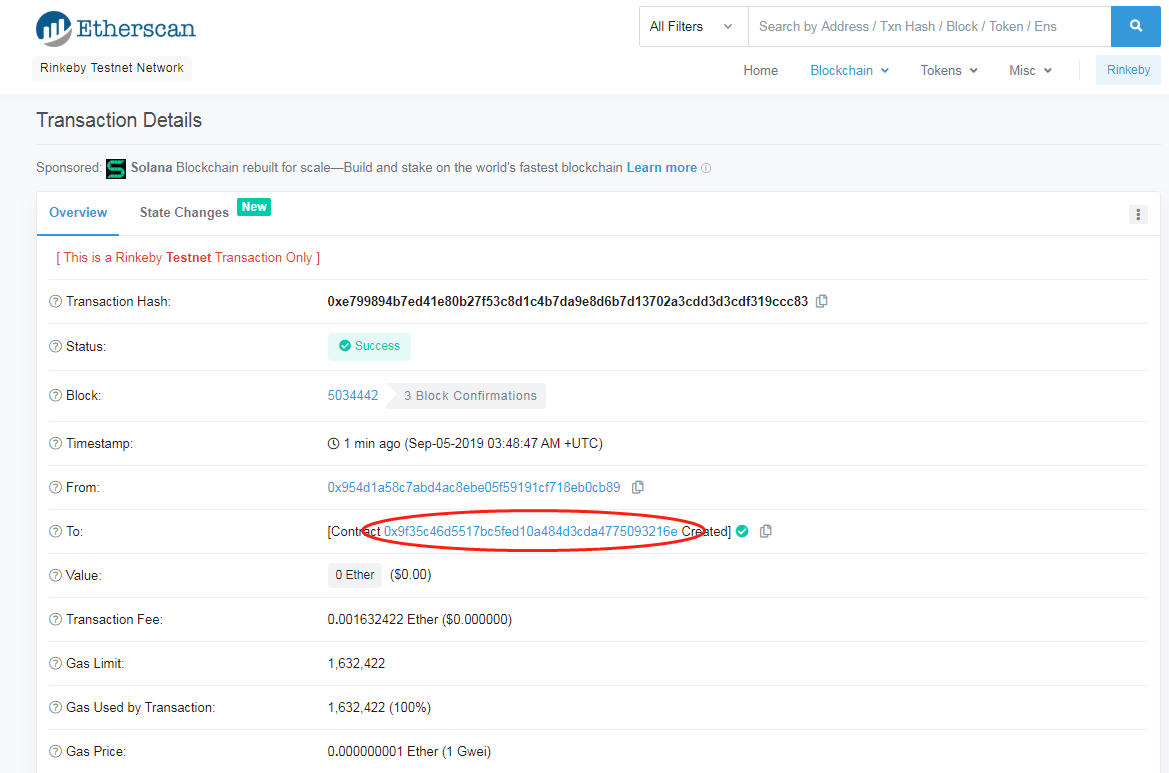 Etherscan
All Filters
Search by Address / Txn Hash / Block / Token / Ens
Rinkeby Testnet Network
Home Blockchain Tokens Misc Rinkeby
Transaction Details
Sponsored: Solana Blockchain rebuilt for scale—Build and stake on the world's fastest blockchain Learn more
Overview State Changes New
[ This is a Rinkeby Testnet Transaction Only ]
Transaction Hash: 0xe799894b7ed41e80b27f53c8d1c4b7da9e8d6b7d13702a3cdd3d3cdf319ccc83
Status: Success
Block: 5034442 3 Block Confirmations
Timestamp: 1 min ago (Sep-05-2019 03:48:47 AM +UTC)
From: 0x954d1a58c7abd4ac8ebe05f59191cf718eb0cb89
To: [Contract 0x9f35c46d5517bc5fed10a484d3cda4775093216e Created]
Value: 0 Ether ($0.00)
Transaction Fee: 0.001632422 Ether ($0.000000)
Gas Limit: 1,632,422
Gas Used by Transaction: 1,632,422 (100%)
Gas Price: 0.000000001 Ether (1 Gwei)